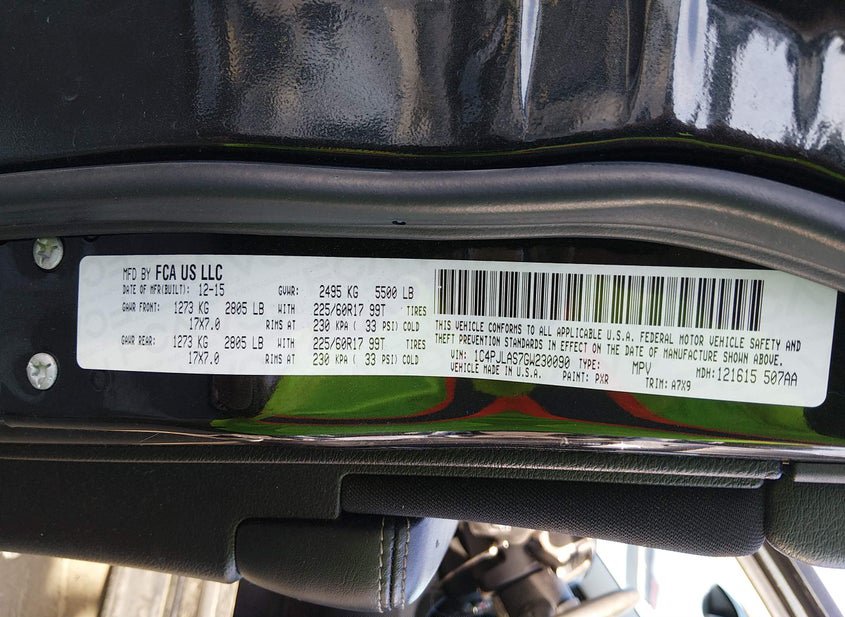 MFD BY FCA US LLC
DATE OF MFR(BUILT): 12-15 GVWR: 2495 KG 5500 LB
GAWR FRONT: 1273 KG 2805 LB WITH 225/60R17 99T TIRES
17X7.0 RIMS AT 230 KPA ( 33 PSI) COLD
GAWR REAR: 1273 KG 2805 LB WITH 225/60R17 99T TIRES
17X7.0 RIMS AT 230 KPA ( 33 PSI) COLD
THIS VEHICLE CONFORMS TO ALL APPLICABLE U.S.A. FEDERAL MOTOR VEHICLE SAFETY AND
THEFT PREVENTION STANDARDS IN EFFECT ON THE DATE OF MANUFACTURE SHOWN ABOVE.
VIN: 1C4PJLAS7GW230090 TYPE: MPV MDH: 121615 507AA
VEHICLE MADE IN U.S.A. PAINT: PXR TRIM: A7X9